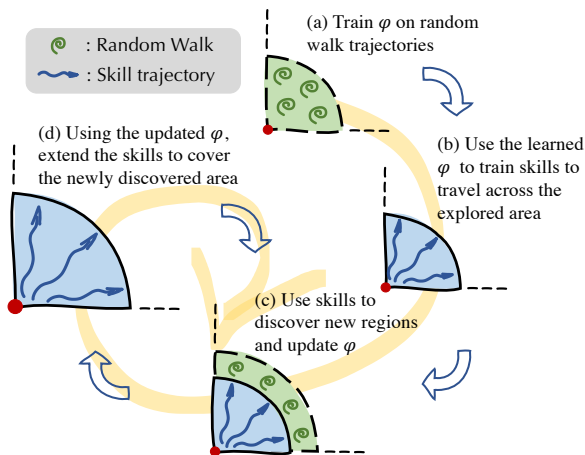 : Random Walk
: Skill trajectory
(a) Train φ on random
walk trajectories
(b) Use the learned
φ to train skills to
travel across the
explored area
(c) Use skills to
discover new regions
and update φ
(d) Using the updated φ,
extend the skills to cover
the newly discovered area